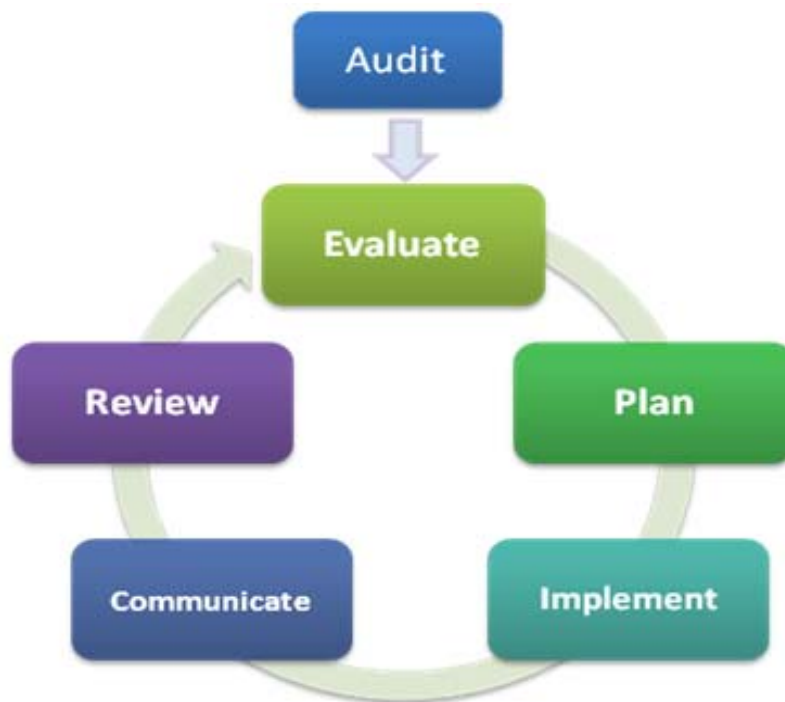 Audit
Evaluate
Plan
Implement
Communicate
Review